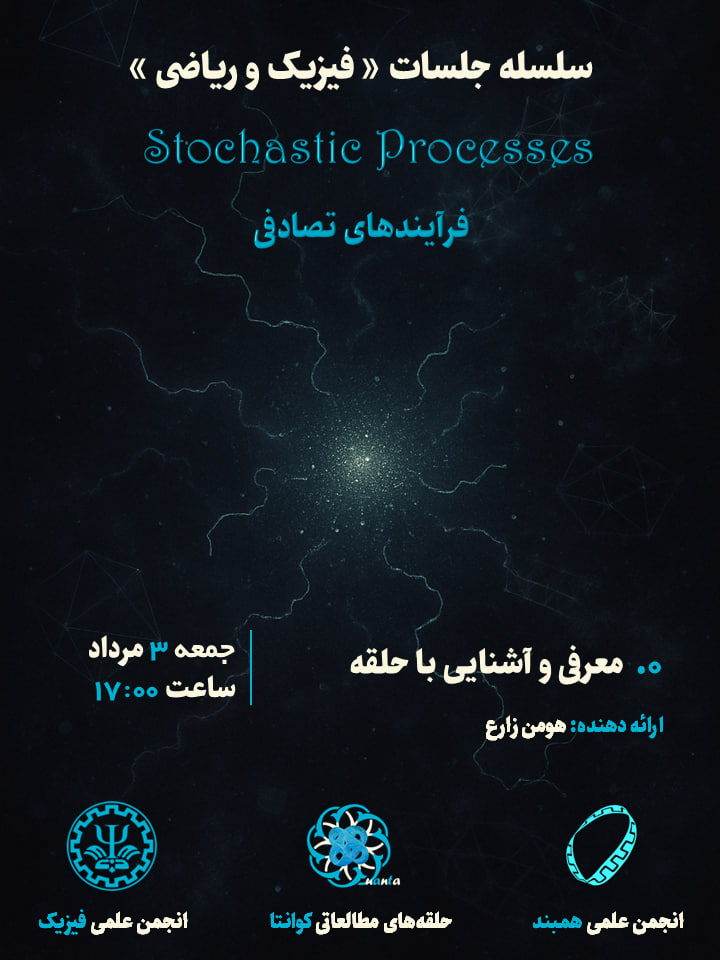 سلسله جلسات « فیزیک و ریاضی »
Stochastic Processes
فرآیندهای تصادفی
۰. معرفی و آشنایی با حلقه
ارائه دهنده: هومن زارع
جمعه ۳ مرداد
ساعت ۱۷:۰۰
uanta
انجمن علمی همبند
حلقه‌های مطالعاتی کوانتا
انجمن علمی فیزیک